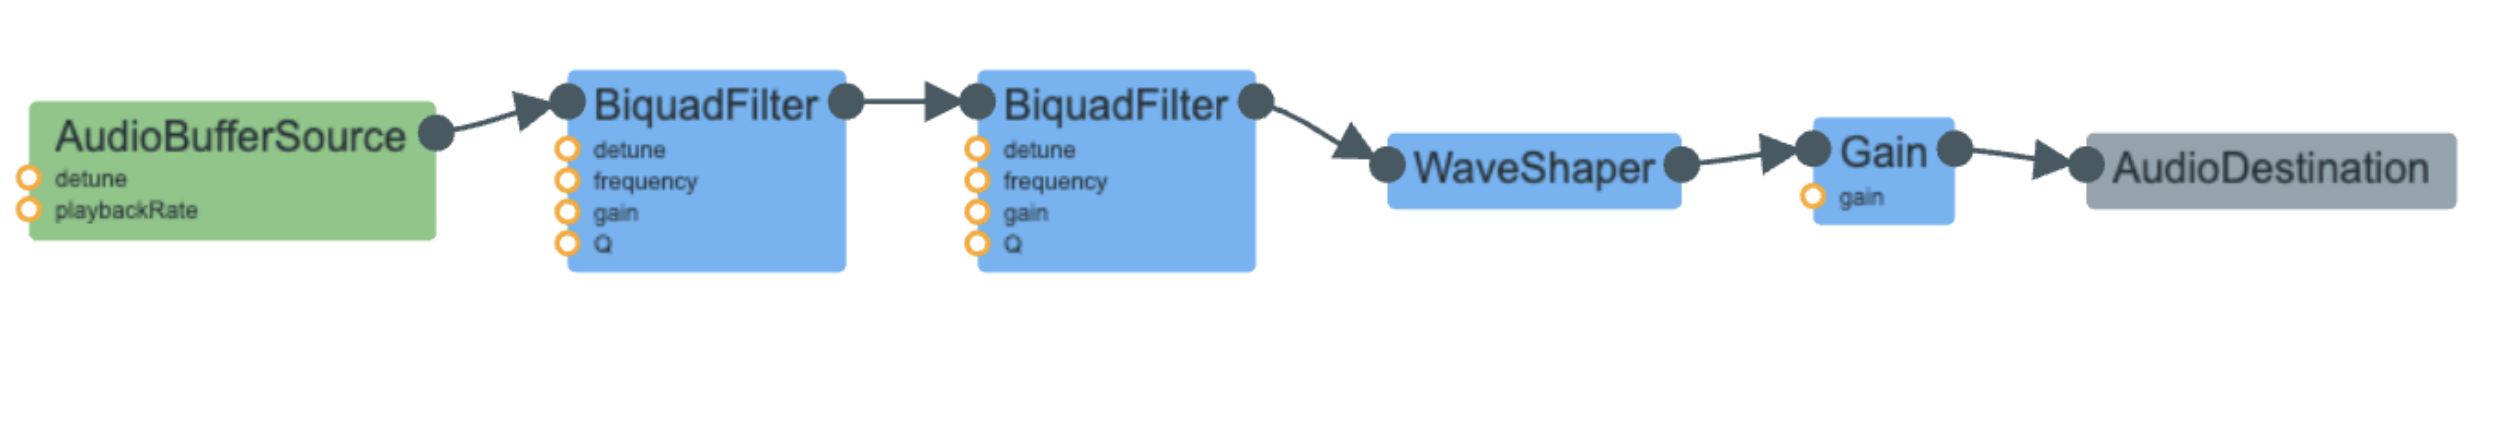 AudioBufferSource
detune
playbackRate
BiquadFilter
detune
frequency
gain
Q
BiquadFilter
detune
frequency
gain
Q
WaveShaper
Gain
gain
AudioDestination